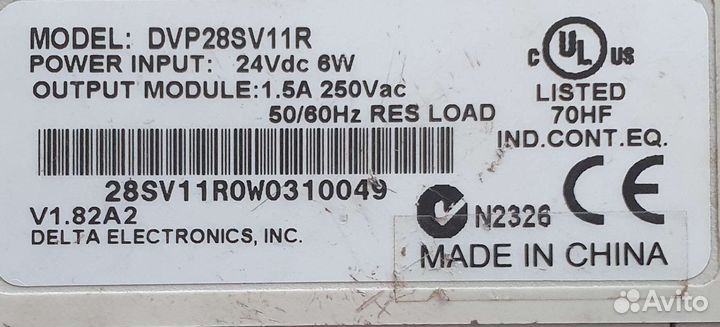 MODEL: DVP28SV11R
POWER INPUT: 24Vdc 6W
OUTPUT MODULE:1.5A 250Vac
50/60Hz RES LOAD
C UL US
LISTED
70HF
IND.CONT.EQ.
28SV11R0W0310049
V1.82A2
DELTA ELECTRONICS, INC.
N2326
CE
MADE IN CHINA
Avito